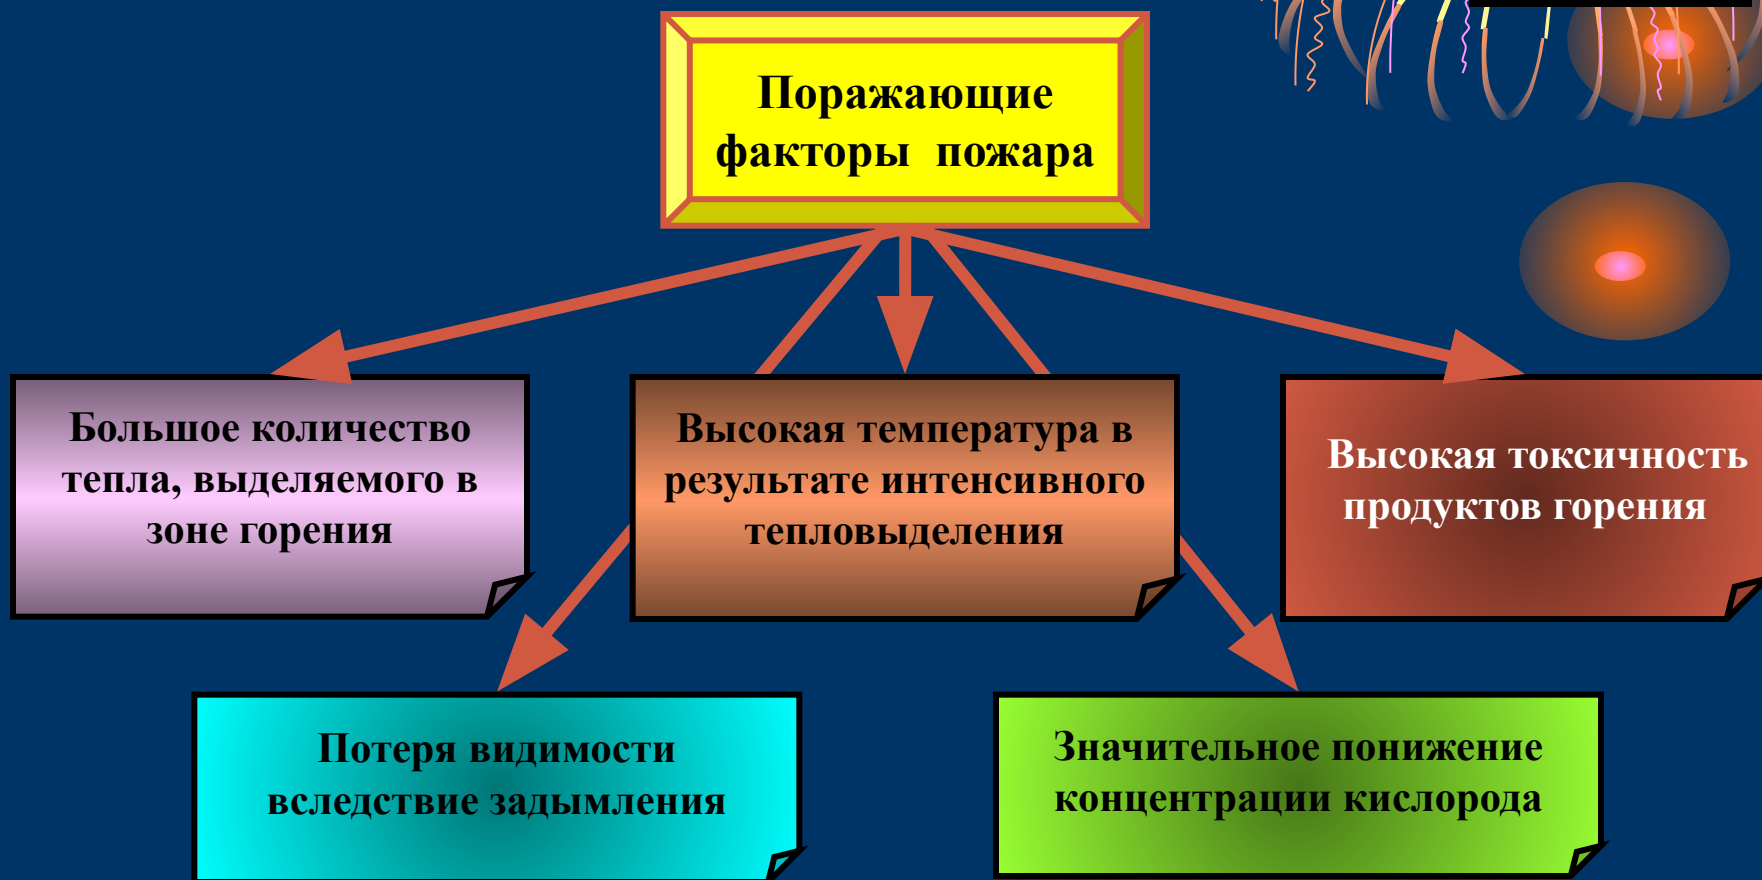 Поражающие
факторы пожара
Большое количество
тепла, выделяемого в
зоне горения
Высокая температура в
результате интенсивного
тепловыделения
Высокая токсичность
продуктов горения
Потеря видимости
вследствие задымления
Значительное понижение
концентрации кислорода